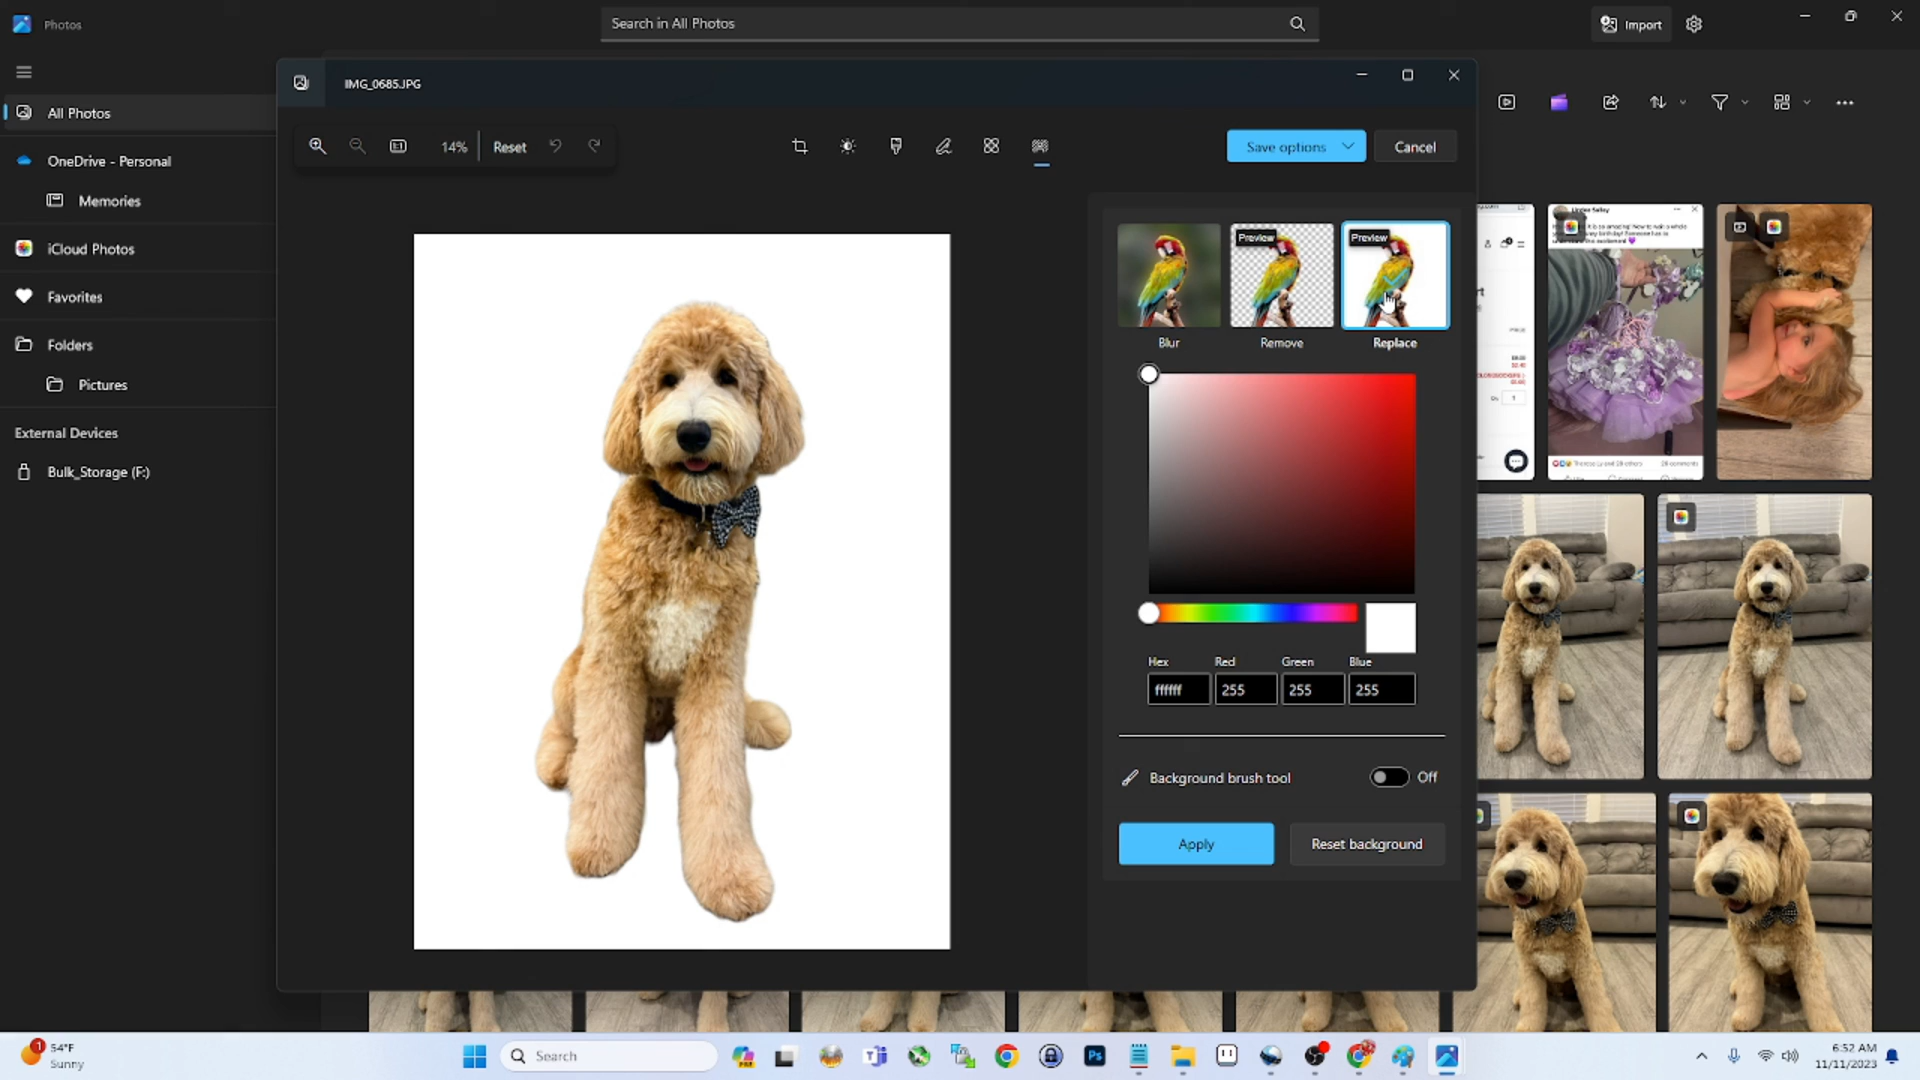 Photos
Search in All Photos
Import
IMG_0685.JPG
All Photos
OneDrive - Personal
Memories
iCloud Photos
Favorites
Folders
Pictures
External Devices
Bulk_Storage (F:)
14%
Reset
Save options
Cancel
Preview
Preview
Blur
Remove
Replace
Hex
Red
Green
Blue
ffffff
255
255
255
Background brush tool
Off
Apply
Reset background
54°F
Sunny
Search
Ps
6:52 AM
11/11/2023